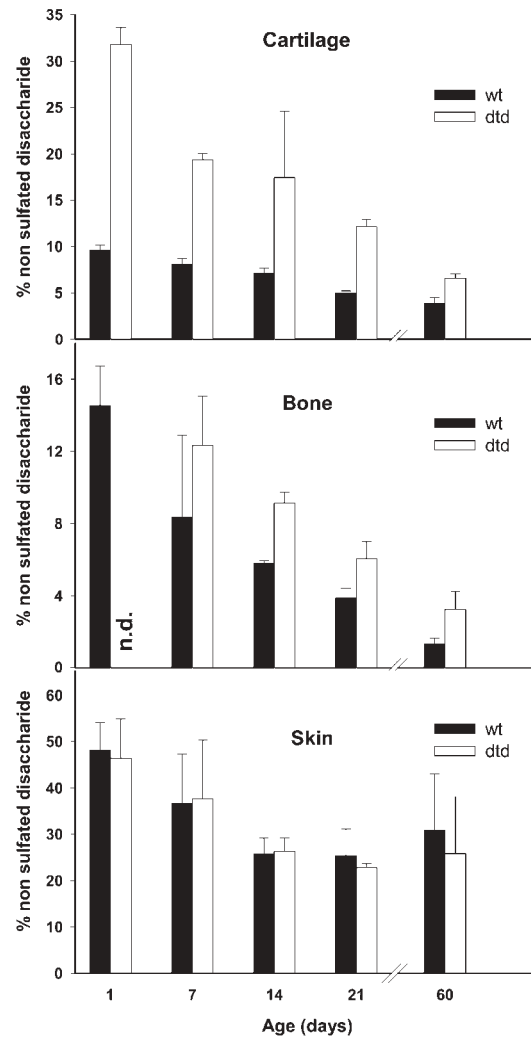 35
Cartilage
30
wt
25
dtd
20
15
10
5
0
% non sulfated disaccharide
16
Bone
wt
12
dtd
8
4
n.d.
0
% non sulfated disaccharide
60
Skin
wt
50
dtd
40
30
20
10
0
% non sulfated disaccharide
1 7 14 21 60
Age (days)